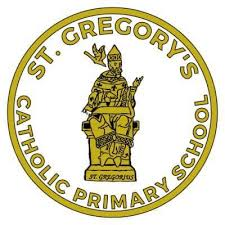 ST. GREGORY'S
CATHOLIC PRIMARY SCHOOL
ST. GREGORIUS